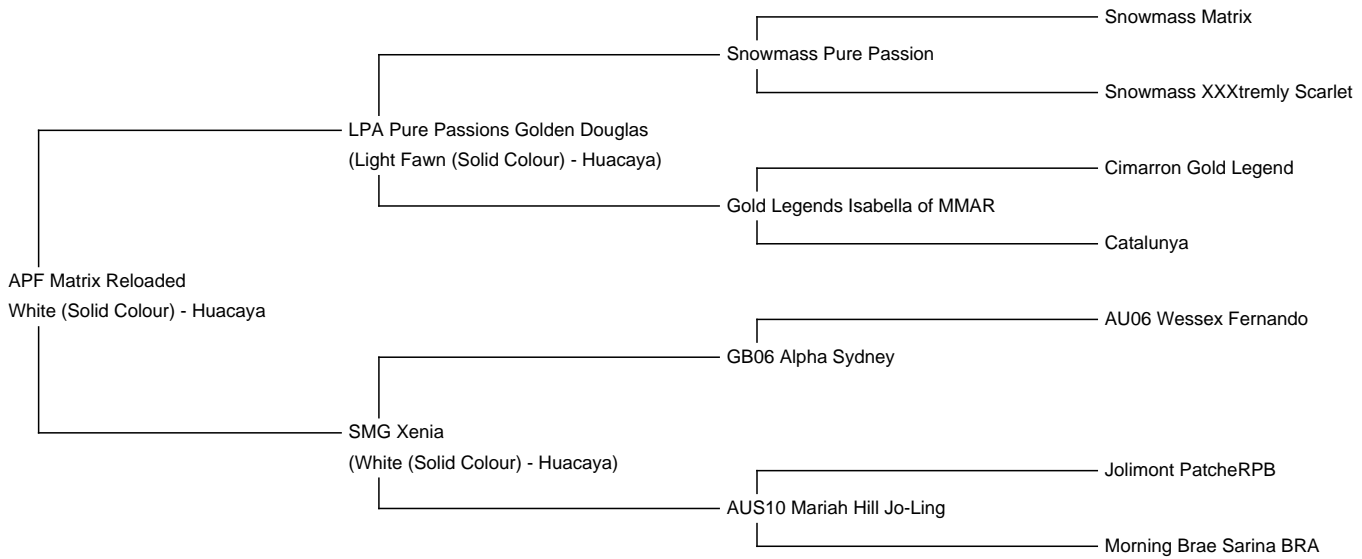 Snowmass Matrix
Snowmass Pure Passion
Snowmass XXXtremly Scarlet
LPA Pure Passions Golden Douglas
(Light Fawn (Solid Colour) - Huacaya)
Cimarron Gold Legend
Gold Legends Isabella of MMAR
Catalunya
APF Matrix Reloaded
White (Solid Colour) - Huacaya
AU06 Wessex Fernando
GB06 Alpha Sydney
SMG Xenia
(White (Solid Colour) - Huacaya)
Jolimont PatcheRPB
AUS10 Mariah Hill Jo-Ling
Morning Brae Sarina BRA